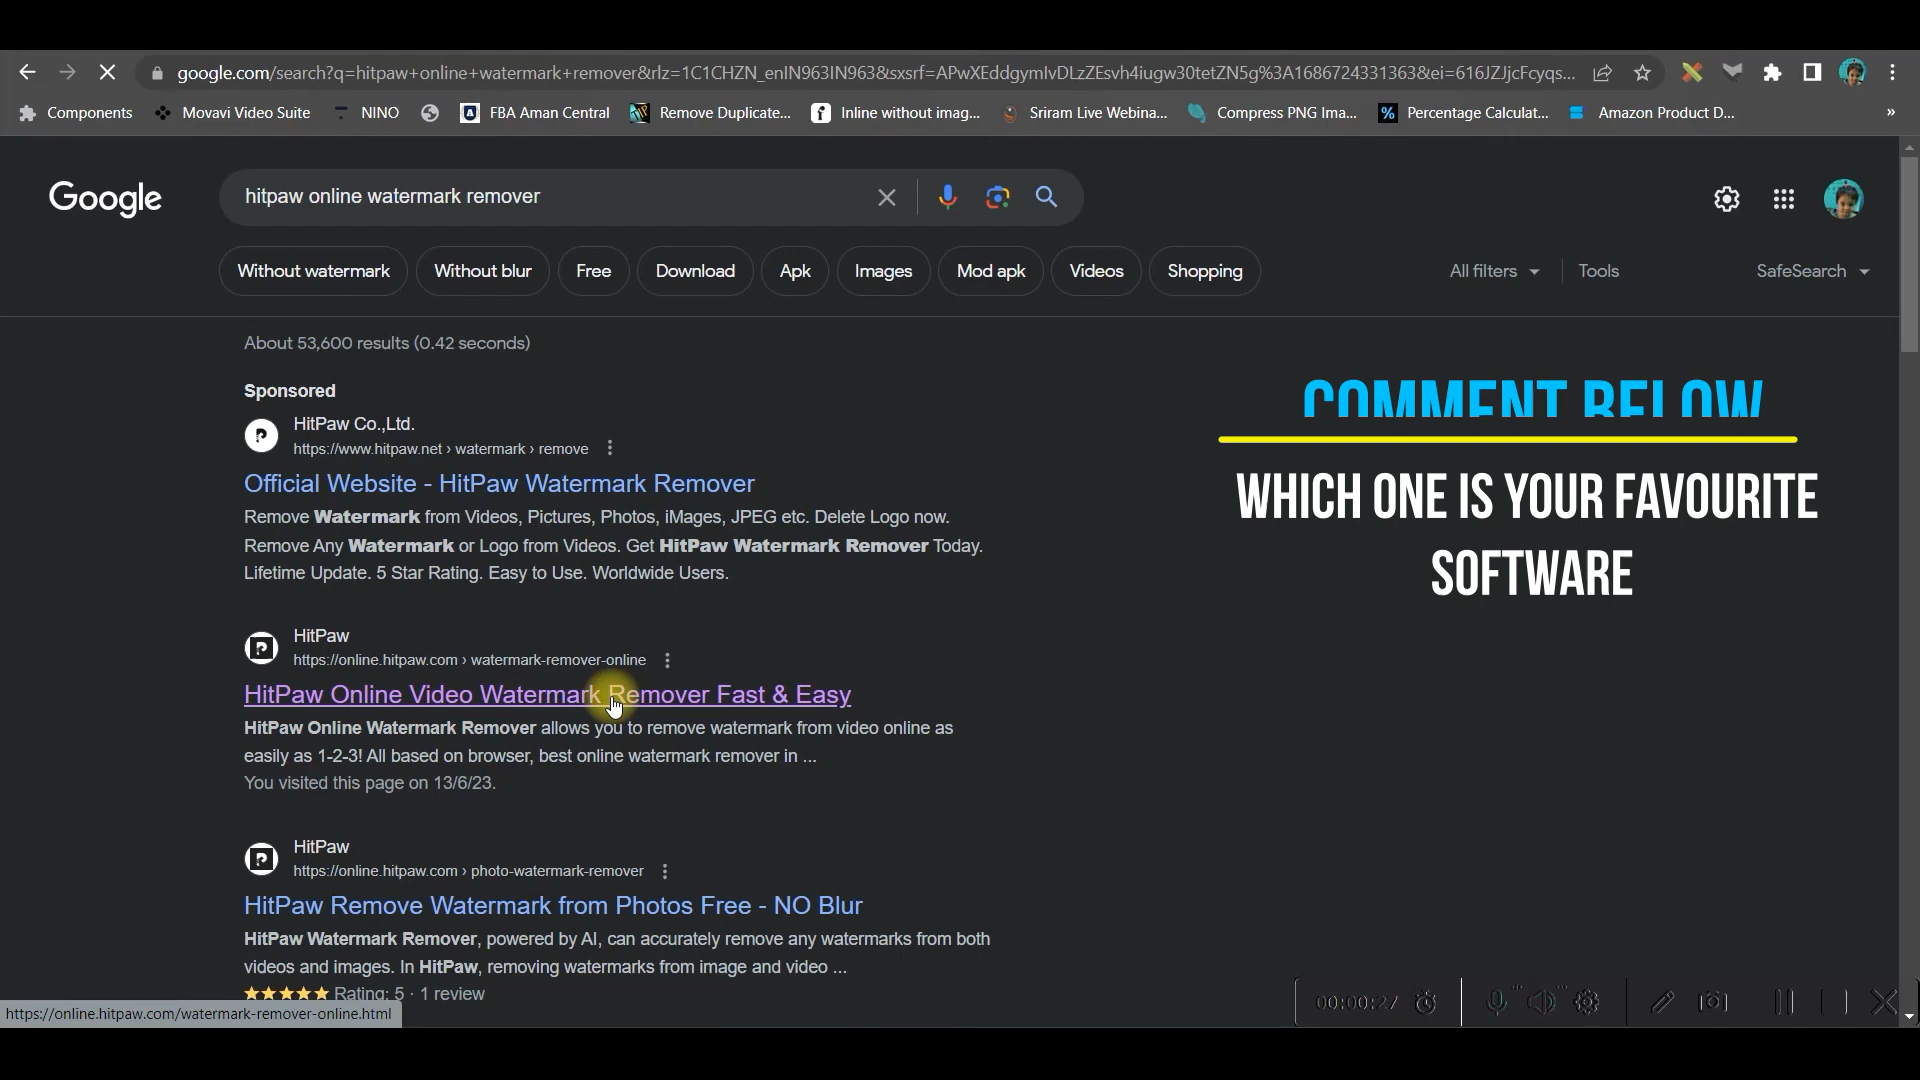 google.com/search?q=hitpaw+online+watermark+remover&rlz=1C1CHZN_enIN963IN963&sxsrf=APwXEddgymIvDLzZEsvh4iugw30tetZN5g%3A1686724331363&ei=616JZJjcFcyqs...
Components
Movavi Video Suite
NINO
FBA Aman Central
Remove Duplicate...
Inline without imag...
Sriram Live Webina...
Compress PNG Ima...
Percentage Calculat...
Amazon Product D...
»
Google
hitpaw online watermark remover
Without watermark
Without blur
Free
Download
Apk
Images
Mod apk
Videos
Shopping
All filters
Tools
SafeSearch
About 53,600 results (0.42 seconds)
Sponsored
HitPaw Co.,Ltd.
https://www.hitpaw.net › watermark › remove
Official Website - HitPaw Watermark Remover
Remove Watermark from Videos, Pictures, Photos, iMages, JPEG etc. Delete Logo now.
Remove Any Watermark or Logo from Videos. Get HitPaw Watermark Remover Today.
Lifetime Update. 5 Star Rating. Easy to Use. Worldwide Users.
COMMENT BELOW
WHICH ONE IS YOUR FAVOURITE
SOFTWARE
HitPaw
https://online.hitpaw.com › watermark-remover-online
HitPaw Online Video Watermark Remover Fast & Easy
HitPaw Online Watermark Remover allows you to remove watermark from video online as
easily as 1-2-3! All based on browser, best online watermark remover in ...
You visited this page on 13/6/23.
HitPaw
https://online.hitpaw.com › photo-watermark-remover
HitPaw Remove Watermark from Photos Free - NO Blur
HitPaw Watermark Remover, powered by AI, can accurately remove any watermarks from both
videos and images. In HitPaw, removing watermarks from image and video ...
Rating: 5 · 1 review
https://online.hitpaw.com/watermark-remover-online.html
00:00:27